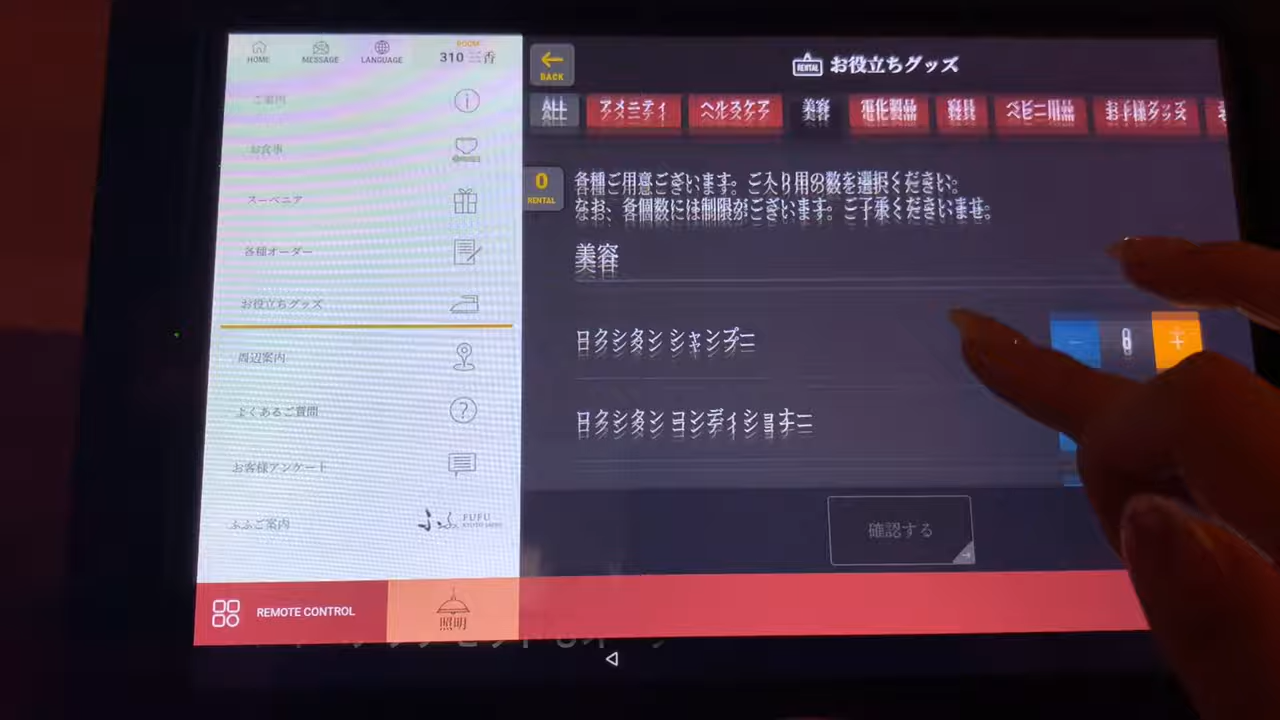 HOME
MESSAGE
LANGUAGE
ROOM
310
香
BACK
RENTAL
お役立ちグッズ
ALL
アメニティ
ヘルスケア
美容
電化製品
寝具
ベビー用品
お子様グッズ
ご案内
お食事
スーベニア
各種オーダー
お役立ちグッズ
周辺案内
よくあるご質問
お客様アンケート
ふふご案内
ふふ FUFU
0
RENTAL
各種ご用意ございます。ご入り用の数を選択ください。
なお、各個数には制限がございます。ご了承くださいませ。
美容
ロクシタン シャンプー
+
ロクシタン コンディショナー
確認する
REMOTE CONTROL
照明